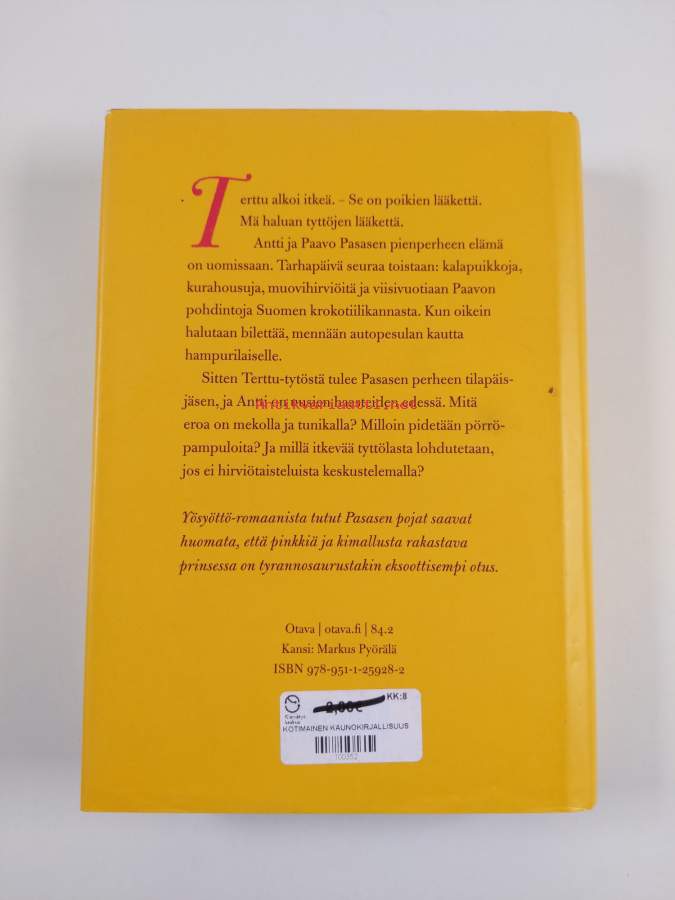 Terttu alkoi itkeä. – Se on poikien lääkettä.
Mä haluan tyttöjen lääkettä.
Antti ja Paavo Pasasen pienperheen elämä
on uomissaan. Tarhapäivä seuraa toistaan: kalapuikkoja,
kurahousuja, muovihirviöitä ja viisivuotiaan Paavon
pohdintoja Suomen krokotiilikannasta. Kun oikein
halutaan bilettää, mennään autopesulan kautta
hampurilaiselle.
Sitten Terttu-tytöstä tulee Pasasen perheen tilapäis-
jäsen, ja Antti on uusien haasteiden edessä. Mitä
Antikvariaatti.net
eroa on mekolla ja tunikalla? Milloin pidetään pörrö-
pampuloita? Ja millä itkevää tyttölasta lohdutetaan,
jos ei hirviötaisteluista keskustelemalla?
Yösyöttö-romaanista tutut Pasasen pojat saavat
huomata, että pinkkiä ja kimallusta rakastava
prinsessa on tyrannosaurustakin eksoottisempi otus.
Otava | otava.fi | 84.2
Kansi: Markus Pyörälä
ISBN 978-951-1-25928-2
KK:8
KOTIMAINEN KAUNOKIRJALLISUUS
100352